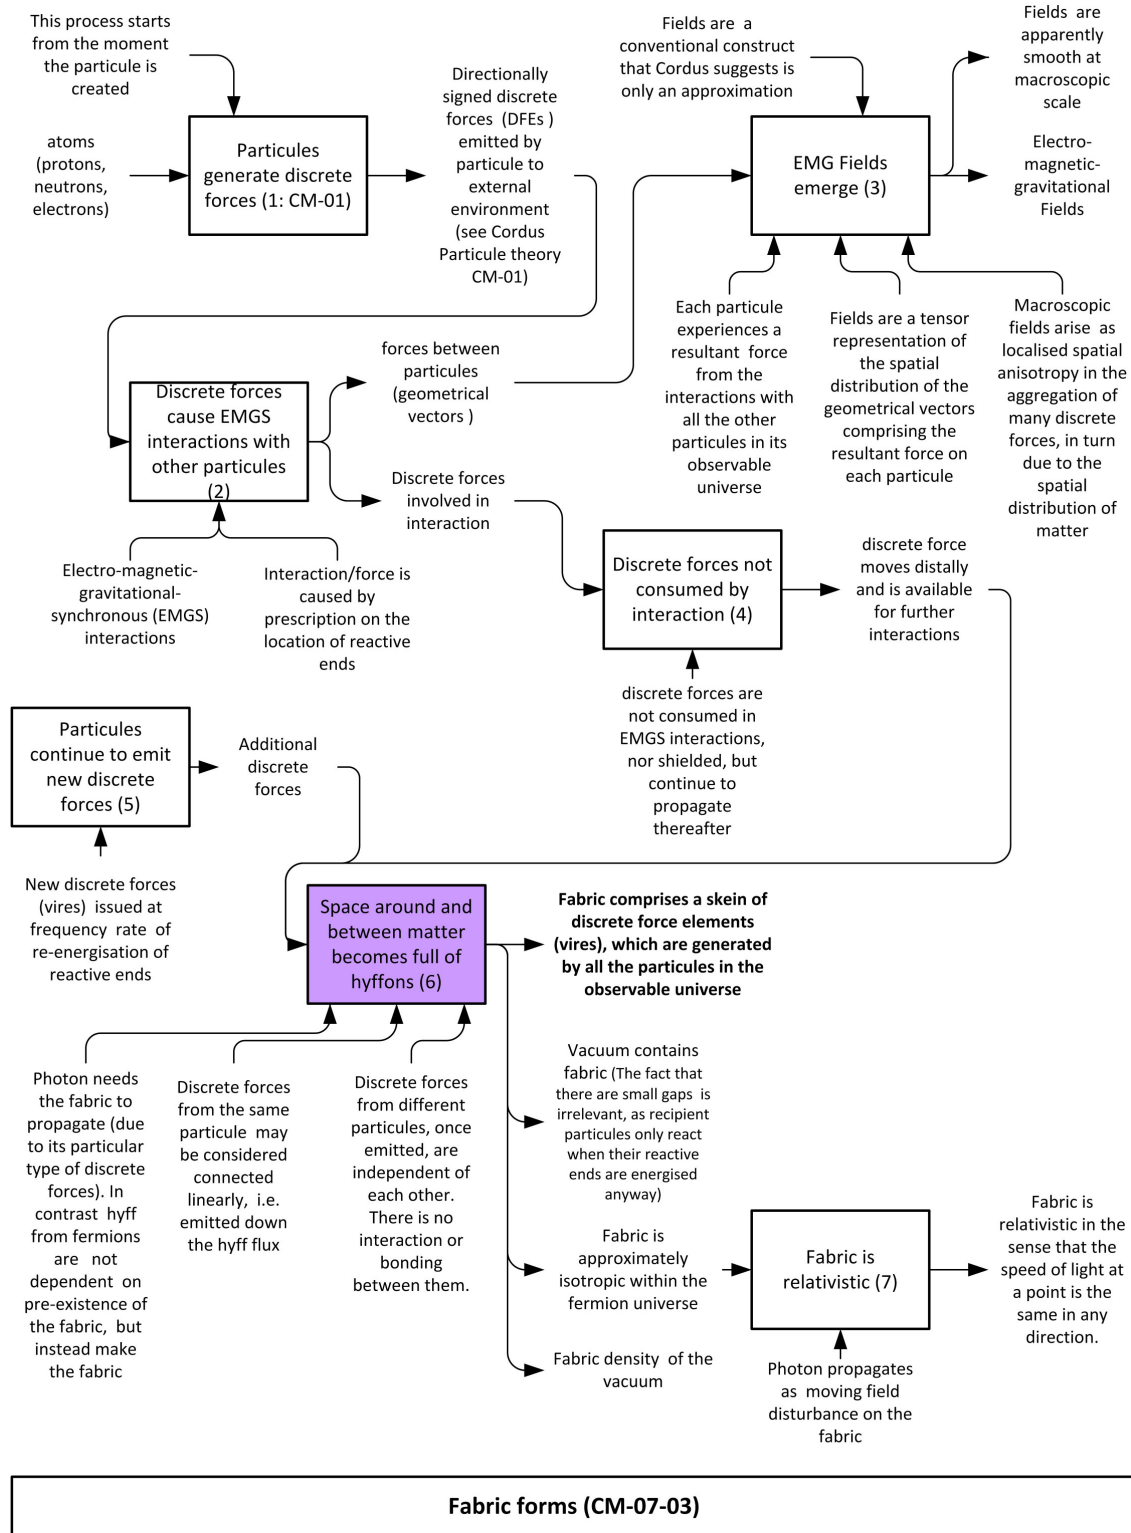 This process starts
from the moment
the particule is
created
atoms
(protons,
neutrons,
electrons)
Particules
generate discrete
forces (1: CM-01)
Directionally
signed discrete
forces (DFEs )
emitted by
particule to
external
environment
(see Cordus
Particule theory
CM-01)
Fields are a
conventional construct
that Cordus suggests is
only an approximation
EMG Fields
emerge (3)
Fields are
apparently
smooth at
macroscopic
scale
Electro-
magnetic-
gravitational
Fields
Each particule
experiences a
resultant force
from the
interactions with
all the other
particules in its
observable
universe
Fields are a tensor
representation of
the spatial
distribution of the
geometrical vectors
comprising the
resultant force on
each particule
Macroscopic
fields arise as
localised spatial
anisotropy in the
aggregation of
many discrete
forces, in turn
due to the
spatial
distribution of
matter
Discrete forces
cause EMGS
interactions with
other particules
(2)
forces between
particules
(geometrical
vectors )
Discrete forces
involved in
interaction
Electro-magnetic-
gravitational-
synchronous (EMGS)
interactions
Interaction/force is
caused by
prescription on the
location of reactive
ends
Discrete forces not
consumed by
interaction (4)
discrete force
moves distally
and is available
for further
interactions
discrete forces are
not consumed in
EMGS interactions,
nor shielded, but
continue to
propagate
thereafter
Particules
continue to emit
new discrete
forces (5)
Additional
discrete
forces
New discrete forces
(vires) issued at
frequency rate of
re-energisation of
reactive ends
Space around and
between matter
becomes full of
hyffons (6)
Fabric comprises a skein of
discrete force elements
(vires), which are generated
by all the particules in the
observable universe
Photon needs
the fabric to
propagate (due
to its particular
type of discrete
forces). In
contrast hyff
from fermions
are not
dependent on
pre-existence of
the fabric, but
instead make
the fabric
Discrete forces
from the same
particule may
be considered
connected
linearly, i.e.
emitted down
the hyff flux
Discrete forces
from different
particules, once
emitted, are
independent of
each other.
There is no
interaction or
bonding
between them.
Vacuum contains
fabric (The fact that
there are small gaps is
irrelevant, as recipient
particules only react
when their reactive
ends are energised
anyway)
Fabric is
approximately
isotropic within the
fermion universe
Fabric density of the
vacuum
Fabric is
relativistic (7)
Fabric is
relativistic in the
sense that the
speed of light at
a point is the
same in any
direction.
Photon propagates
as moving field
disturbance on the
fabric
Fabric forms (CM-07-03)